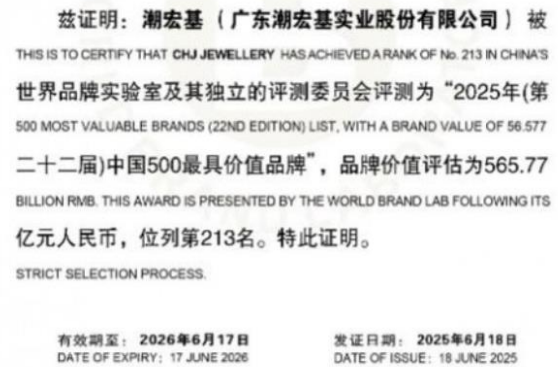 兹证明：潮宏基（广东潮宏基实业股份有限公司）被
THIS IS TO CERTIFY THAT CHJ JEWELLERY HAS ACHIEVED A RANK OF No. 213 IN CHINA'S
世界品牌实验室及其独立的评测委员会评测为“2025年(第
500 MOST VALUABLE BRANDS (22ND EDITION) LIST, WITH A BRAND VALUE OF 56.577
二十二届)中国500最具价值品牌”，品牌价值评估为565.77
BILLION RMB. THIS AWARD IS PRESENTED BY THE WORLD BRAND LAB FOLLOWING ITS
亿元人民币，位列第213名。特此证明。
STRICT SELECTION PROCESS.
有效期至：2026年6月17日 发证日期：2025年6月18日
DATE OF EXPIRY: 17 JUNE 2026 DATE OF ISSUE: 18 JUNE 2025